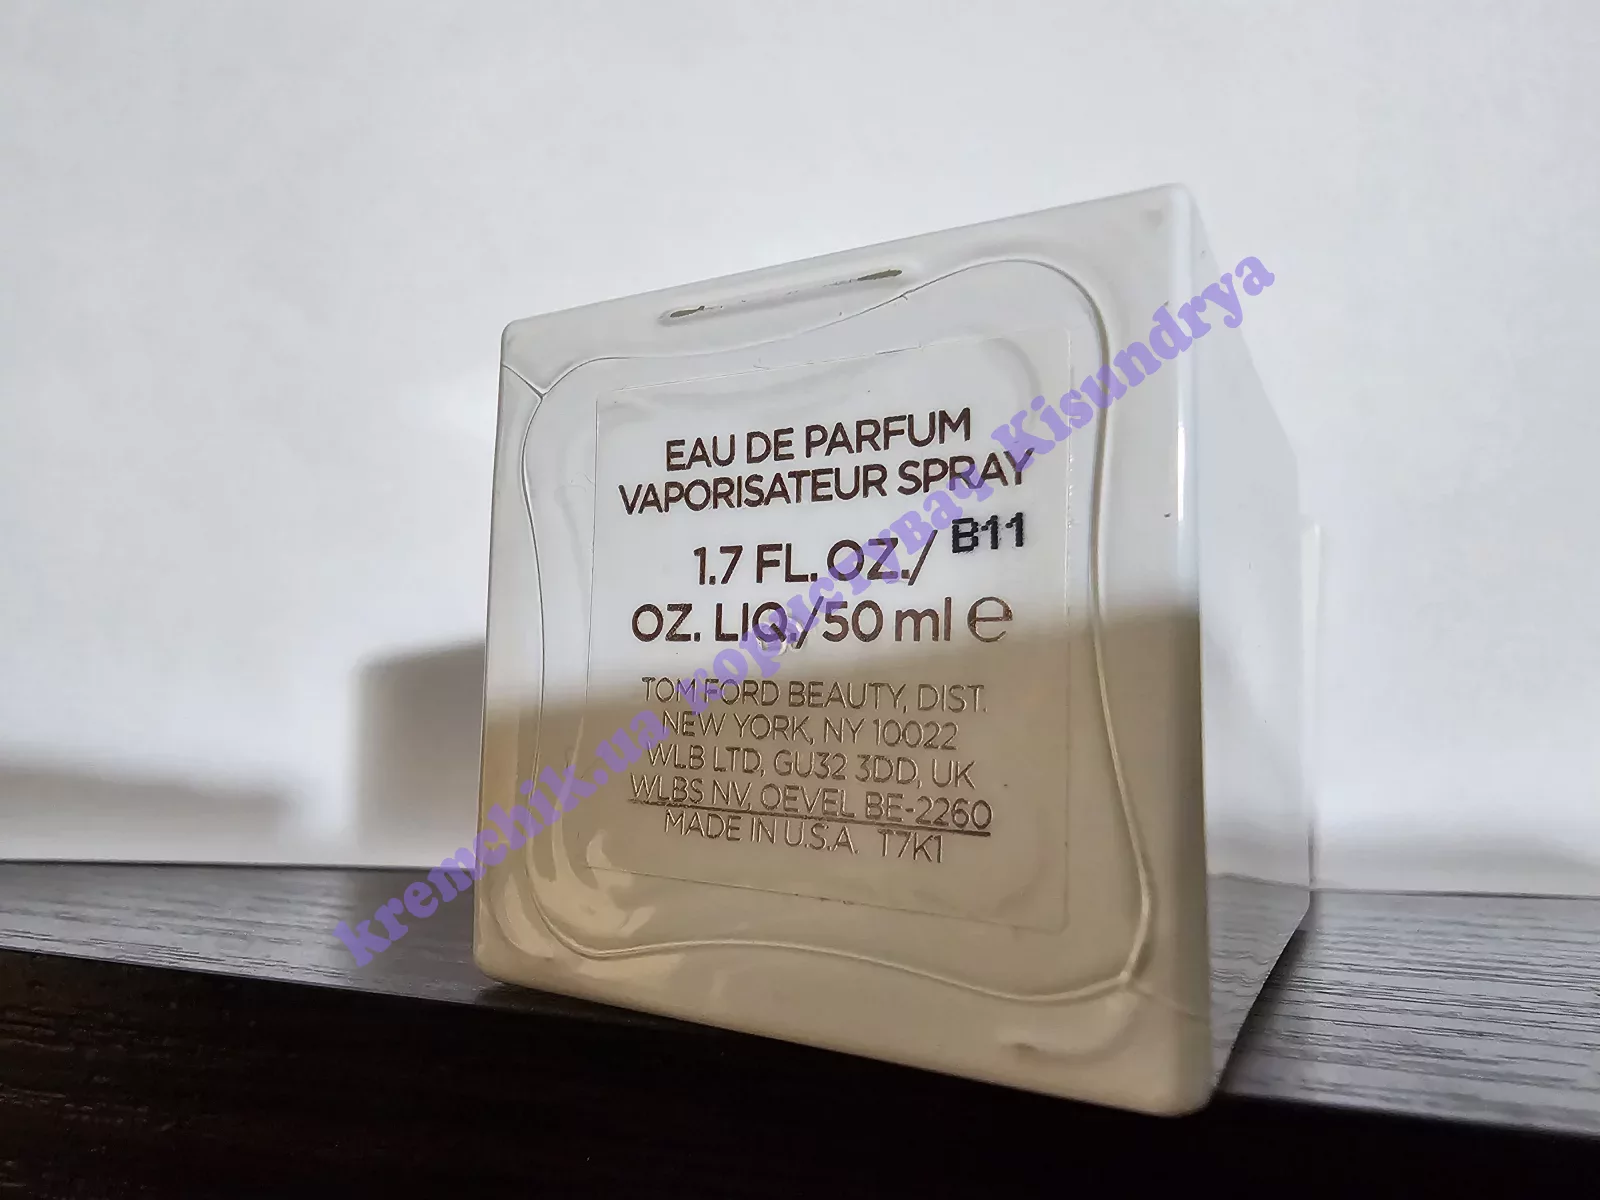 EAU DE PARFUM
VAPORISATEUR SPRAY
1.7 FL. OZ./ B11
OZ. LIQ./50 ml ℮
TOM FORD BEAUTY, DIST.
NEW YORK, NY 10022
WLB LTD, GU32 3DD, UK
WLBS NV, OEVEL BE-2260
MADE IN U.S.A. T7K1
kremchik.ua користувач Kisundrya